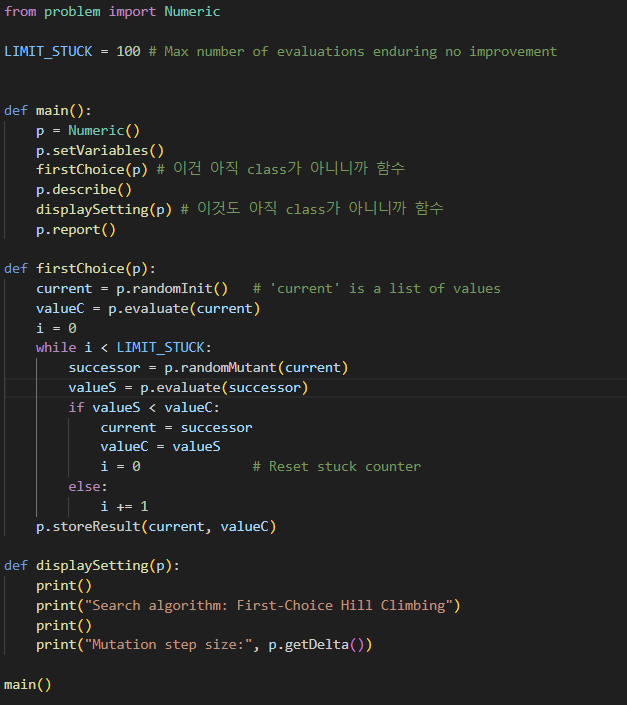 from problem import Numeric
LIMIT_STUCK = 100 # Max number of evaluations enduring no improvement
def main():
    p = Numeric()
    p.setVariables()
    firstChoice(p) # 이건 아직 class가 아니니까 함수
    p.describe()
    displaySetting(p) # 이것도 아직 class가 아니니까 함수
    p.report()
def firstChoice(p):
    current = p.randomInit()   # 'current' is a list of values
    valueC = p.evaluate(current)
    i = 0
    while i < LIMIT_STUCK:
        successor = p.randomMutant(current)
        valueS = p.evaluate(successor)
        if valueS < valueC:
            current = successor
            valueC = valueS
            i = 0              # Reset stuck counter
        else:
            i += 1
    p.storeResult(current, valueC)
def displaySetting(p):
    print()
    print("Search algorithm: First-Choice Hill Climbing")
    print()
    print("Mutation step size:", p.getDelta())
main()